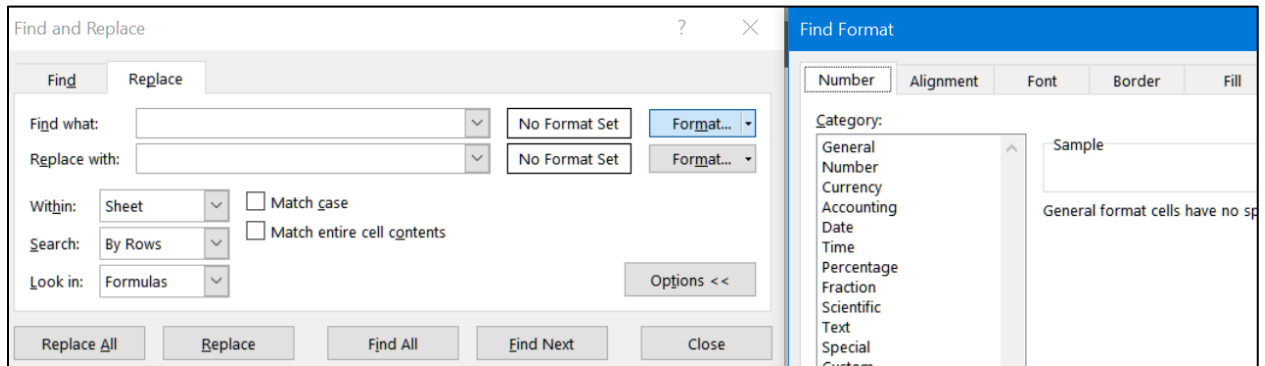 Find and Replace ?
Find Replace
Find what: No Format Set Format...
Replace with: No Format Set Format...
Within: Sheet Match case
Match entire cell contents
Search: By Rows
Look in: Formulas
Options <<
Replace All Replace Find All Find Next Close
Find Format
Number Alignment Font Border Fill
Category:
General
Number
Currency
Accounting
Date
Time
Percentage
Fraction
Scientific
Text
Special
Custom
Sample
General format cells have no sp